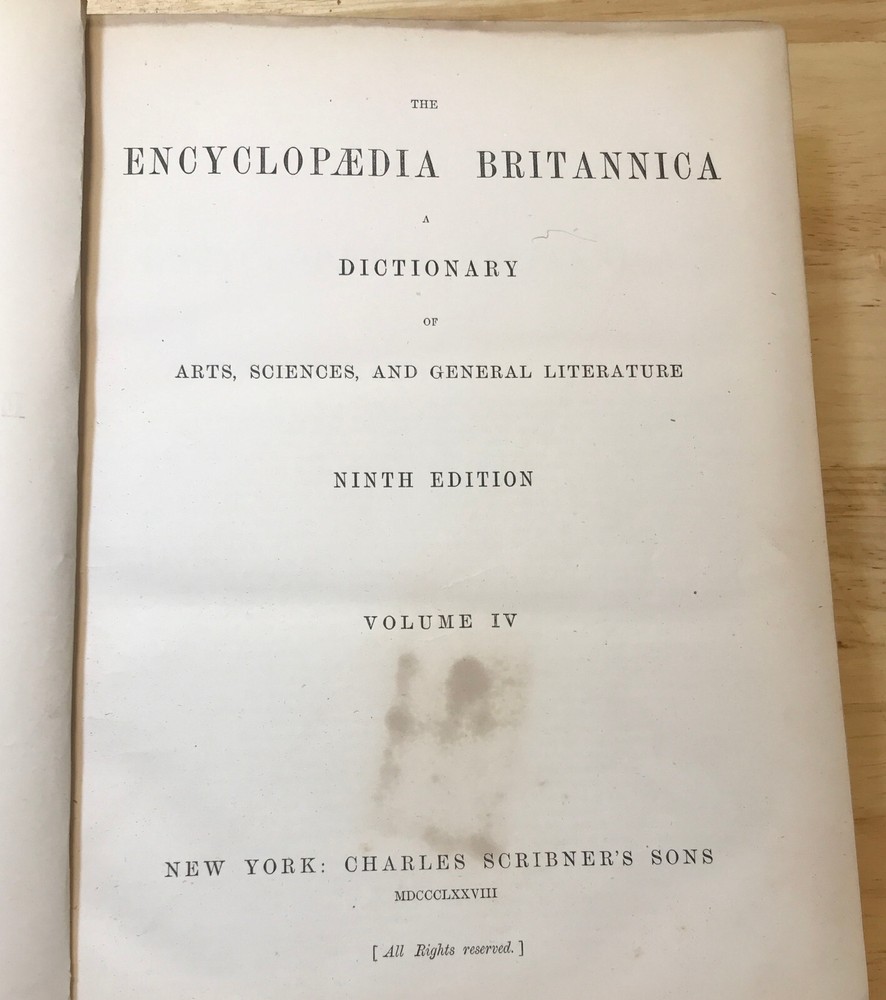 THE
ENCYCLOPÆDIA BRITANNICA
A
DICTIONARY
OF
ARTS, SCIENCES, AND GENERAL LITERATURE
NINTH EDITION
VOLUME IV
NEW YORK: CHARLES SCRIBNER'S SONS
MDCCCLXXVIII
[ All Rights reserved. ]